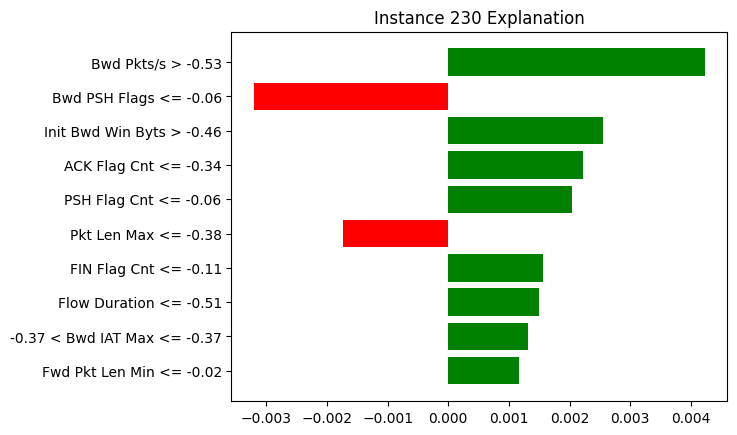 Instance 230 Explanation
Bwd Pkts/s > -0.53
Bwd PSH Flags <= -0.06
Init Bwd Win Byts > -0.46
ACK Flag Cnt <= -0.34
PSH Flag Cnt <= -0.06
Pkt Len Max <= -0.38
FIN Flag Cnt <= -0.11
Flow Duration <= -0.51
-0.37 < Bwd IAT Max <= -0.37
Fwd Pkt Len Min <= -0.02
−0.003 −0.002 −0.001 0.000 0.001 0.002 0.003 0.004